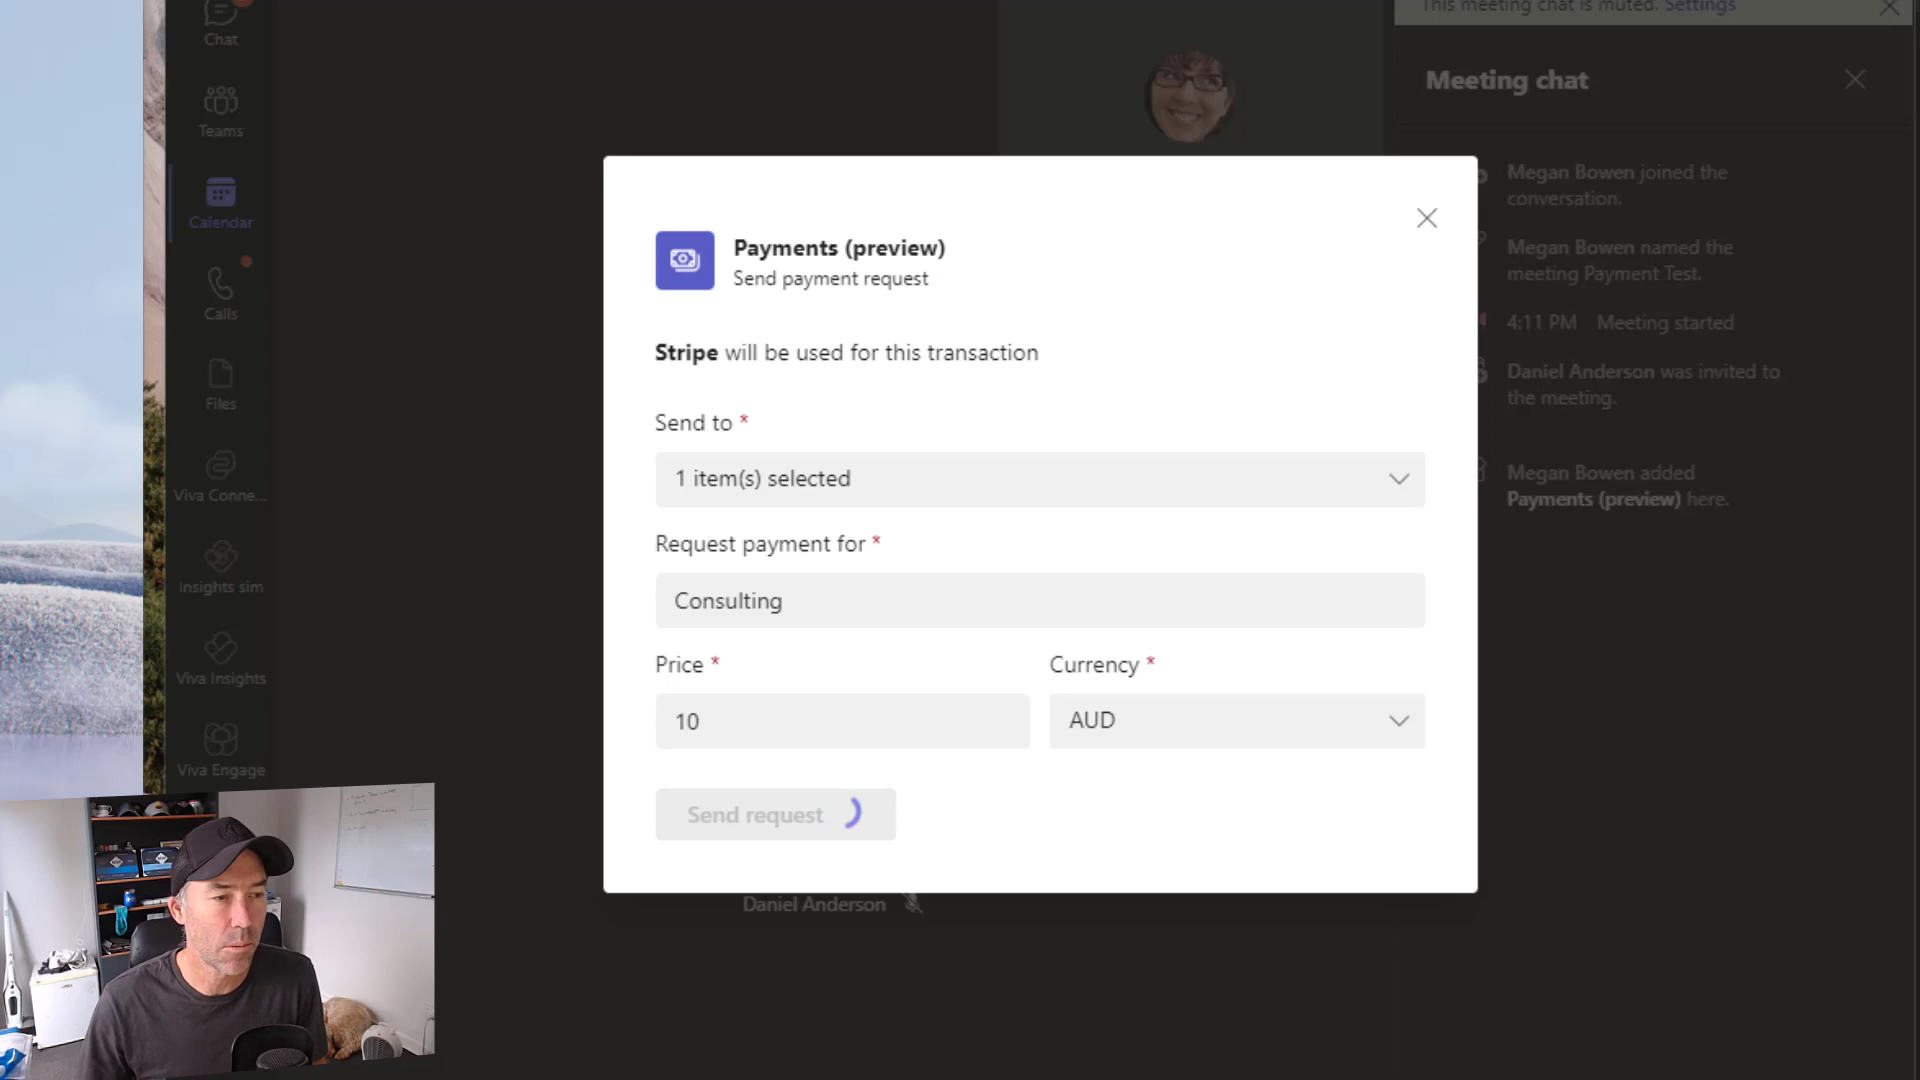 Chat
Teams
Calendar
Calls
Files
Viva Conne...
Insights sim
Viva Insights
Viva Engage
This meeting chat is muted. Settings
Meeting chat
Megan Bowen joined the
conversation.
Megan Bowen named the
meeting Payment Test.
4:11 PM Meeting started
Daniel Anderson was invited to
the meeting.
Megan Bowen added
Payments (preview) here.
Payments (preview)
Send payment request
Stripe will be used for this transaction
Send to *
1 item(s) selected
Request payment for *
Consulting
Price *
Currency *
10
AUD
Send request
Daniel Anderson